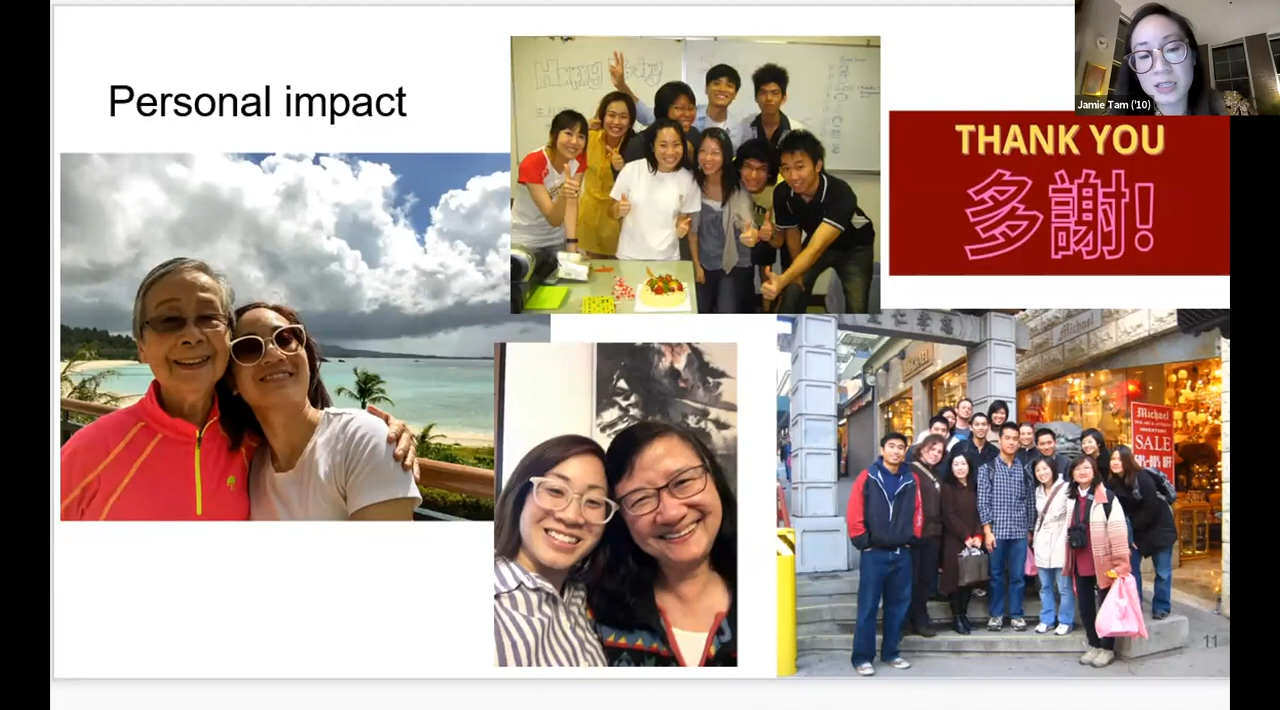 Personal impact
Jamie Tam ('10)
THANK YOU
多謝!
Michael
SALE
11